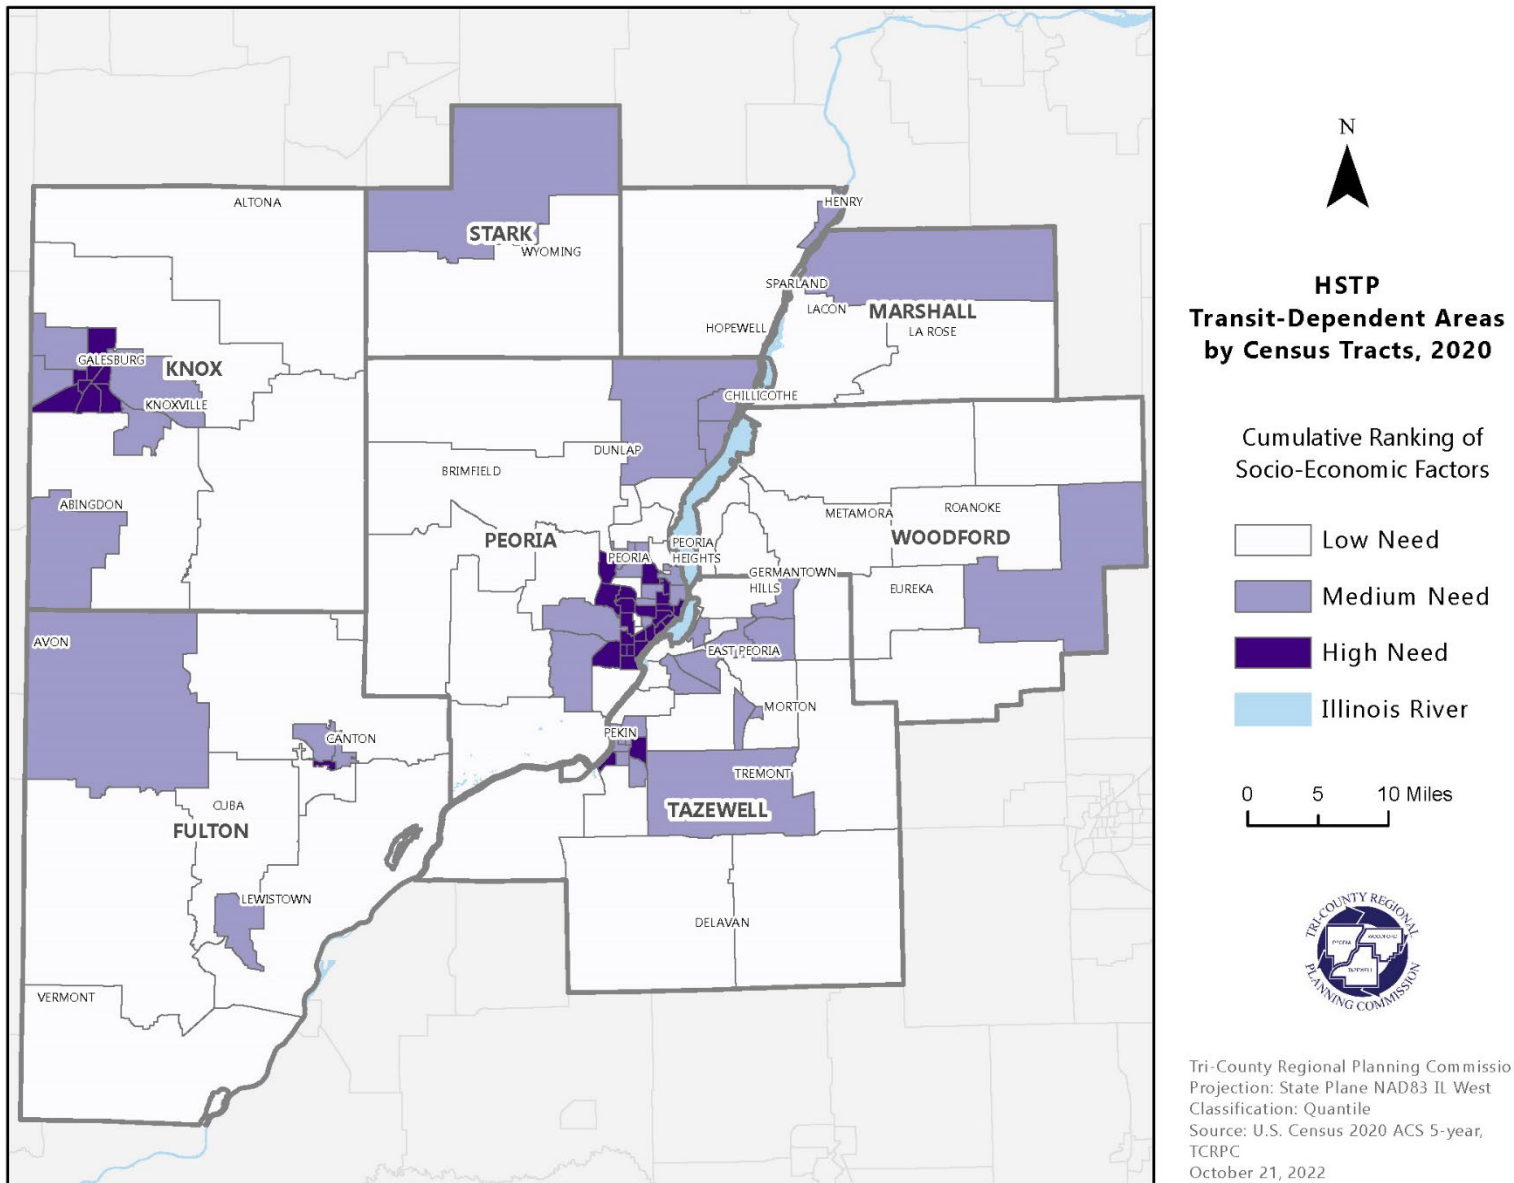 ALTONA
HENRY
STARK
WYOMING
SPARLAND
LACON
MARSHALL
HOPEWELL
LA ROSE
GALESBURG
KNOX
CHILLICOTHE
KNOXVILLE
DUNLAP
BRIMFIELD
ABINGDON
METAMORA
ROANOKE
PEORIA
WOODFORD
PEORIA
PEORIA
HEIGHTS
GERMANTOWN
HILLS
EUREKA
AVON
EAST PEORIA
MORTON
PEKIN
CANTON
TREMONT
CUBA
TAZEWELL
FULTON
LEWISTOWN
DELAVAN
VERMONT
N
HSTP
Transit-Dependent Areas
by Census Tracts, 2020
Cumulative Ranking of
Socio-Economic Factors
Low Need
Medium Need
High Need
Illinois River
0 5 10 Miles
TRI-COUNTY REGIONAL
PEORIA
WOODFORD
TAZEWELL
PLANNING COMMISSION
Tri-County Regional Planning Commissio
Projection: State Plane NAD83 IL West
Classification: Quantile
Source: U.S. Census 2020 ACS 5-year,
TCRPC
October 21, 2022